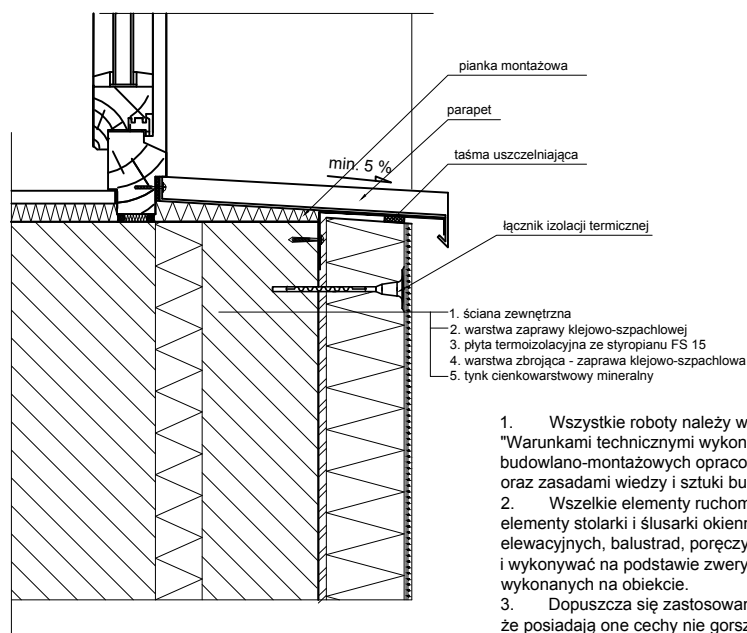 pianka montażowa
parapet
min. 5 %
taśma uszczelniająca
łącznik izolacji termicznej
1. ściana zewnętrzna
2. warstwa zaprawy klejowo-szpachlowej
3. płyta termoizolacyjna ze styropianu FS 15
4. warstwa zbrojąca - zaprawa klejowo-szpachlowa
5. tynk cienkowarstwowy mineralny
1. Wszystkie roboty należy w
"Warunkami technicznymi wykon
budowlano-montażowych opraco
oraz zasadami wiedzy i sztuki bu
2. Wszelkie elementy ruchom
elementy stolarki i ślusarki okienn
elewacyjnych, balustrad, poręczy
i wykonywać na podstawie zwery
wykonanych na obiekcie.
3. Dopuszcza się zastosowan
że posiadają one cechy nie gorsz